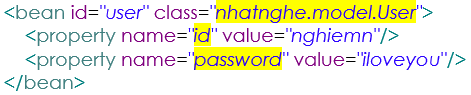 <bean id="user" class="nhatnghe.model.User">
<property name="id" value="nghiemn"/>
<property name="password" value="iloveyou"/>
</bean>